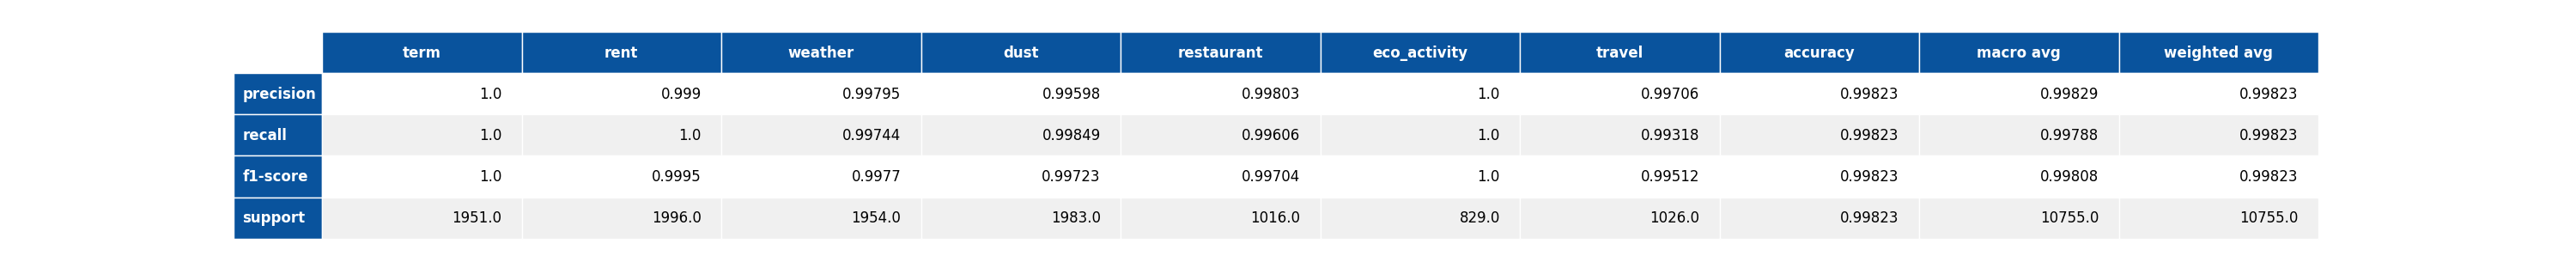 term rent weather dust restaurant eco_activity travel accuracy macro avg weighted avg
precision 1.0 0.999 0.99795 0.99598 0.99803 1.0 0.99706 0.99823 0.99829 0.99823
recall 1.0 1.0 0.99744 0.99849 0.99606 1.0 0.99318 0.99823 0.99788 0.99823
f1-score 1.0 0.9995 0.9977 0.99723 0.99704 1.0 0.99512 0.99823 0.99808 0.99823
support 1951.0 1996.0 1954.0 1983.0 1016.0 829.0 1026.0 0.99823 10755.0 10755.0